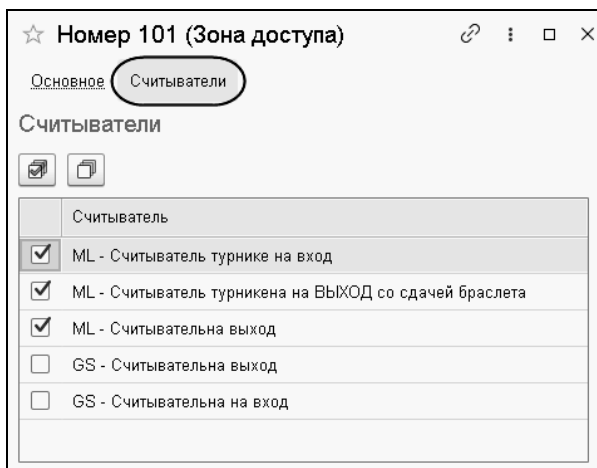 Номер 101 (Зона доступа)
Основное Считыватели
Считыватели
Считыватель
ML - Считыватель турнике на вход
ML - Считыватель турникена на ВЫХОД со сдачей браслета
ML - Считывательна выход
GS - Считывательна выход
GS - Считывательна на вход